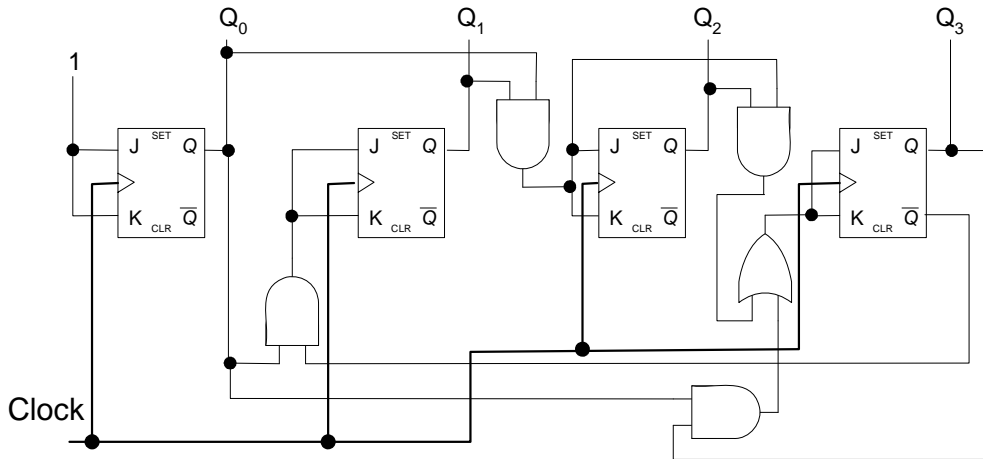 Q0 Q1 Q2 Q3
1
J SET Q J SET Q J SET Q J SET Q
K CLR Q̅ K CLR Q̅ K CLR Q̅ K CLR Q̅
Clock